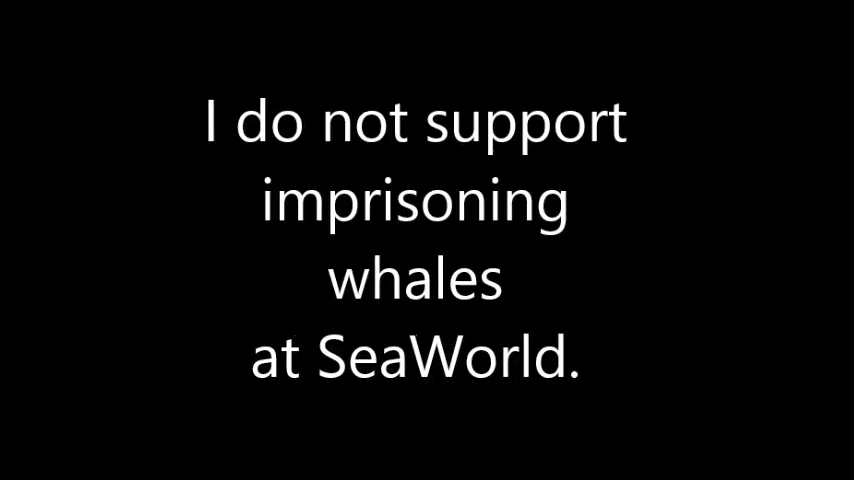 I do not support
imprisoning
whales
at SeaWorld.